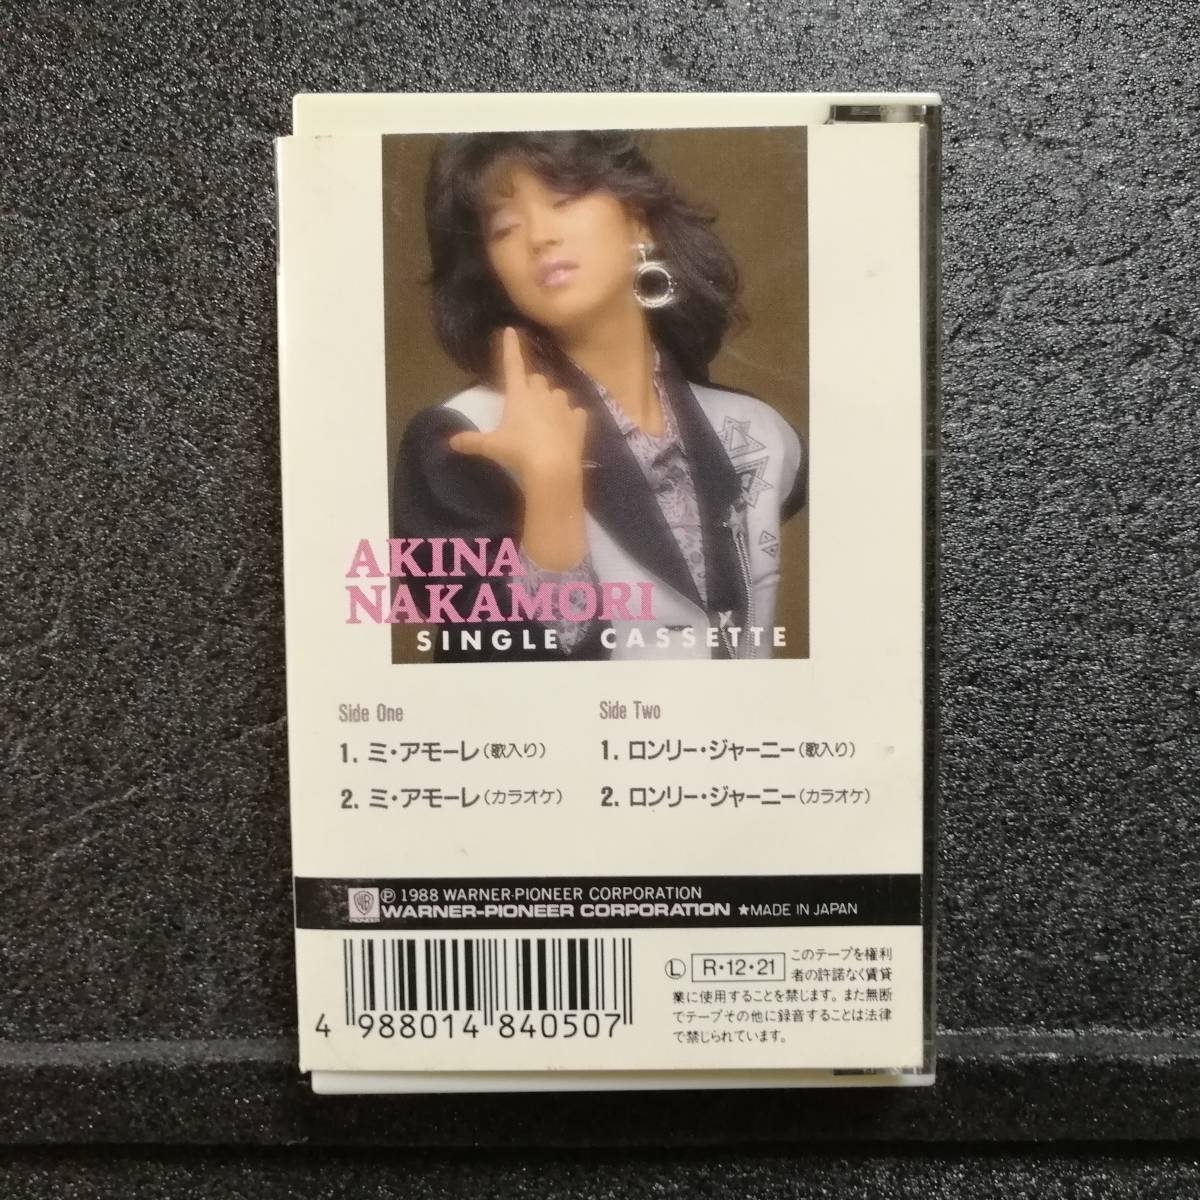 AKINA
NAKAMORI
SINGLE CASSETTE
Side One
1. ミ・アモーレ(歌入り)
2. ミ・アモーレ(カラオケ)
Side Two
1. ロンリー・ジャーニー(歌入り)
2. ロンリー・ジャーニー(カラオケ)
Ⓟ 1988 WARNER-PIONEER CORPORATION
WARNER-PIONEER CORPORATION ★MADE IN JAPAN
4 988014 840507
Ⓛ R・12・21 このテープを権利
者の許諾なく賃貸
業に使用することを禁じます。また無断
でテープその他に録音することは法律
で禁じられています。